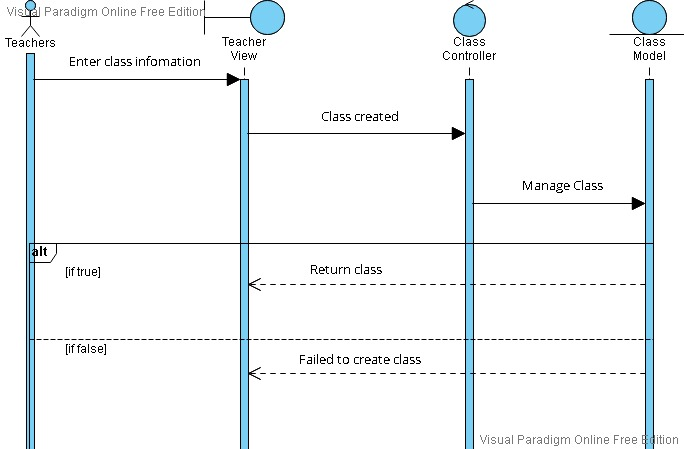 Visual Paradigm Online Free Edition
Teachers
Teacher
View
Class
Controller
Class
Model
Enter class infomation
Class created
Manage Class
alt
[if true]
Return class
[if false]
Failed to create class
Visual Paradigm Online Free Edition